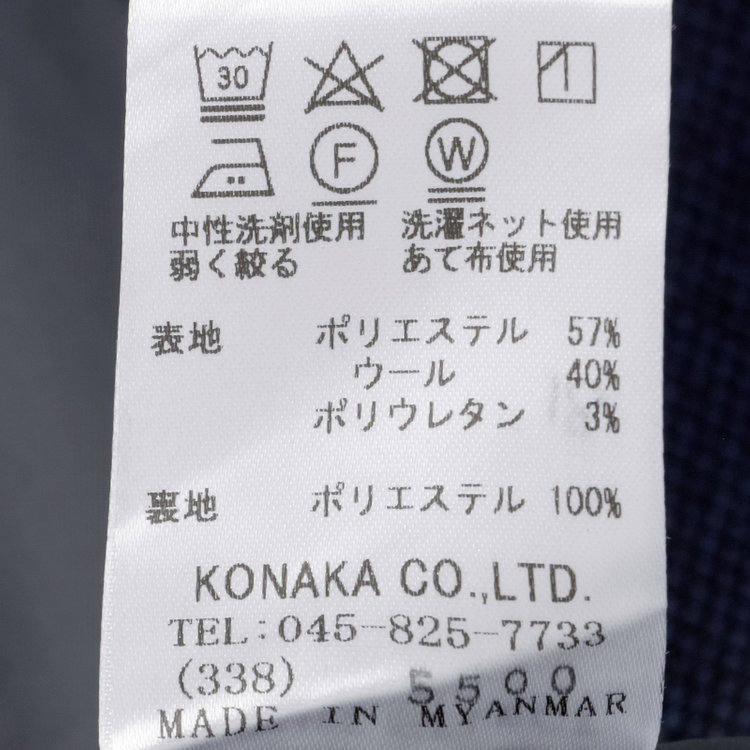 30
F W
中性洗剤使用 洗濯ネット使用
弱く絞る あて布使用
表地 ポリエステル 57%
ウール 40%
ポリウレタン 3%
裏地 ポリエステル 100%
KONAKA CO.,LTD.
TEL:045-825-7733
(338) 5500
MADE IN MYANMAR